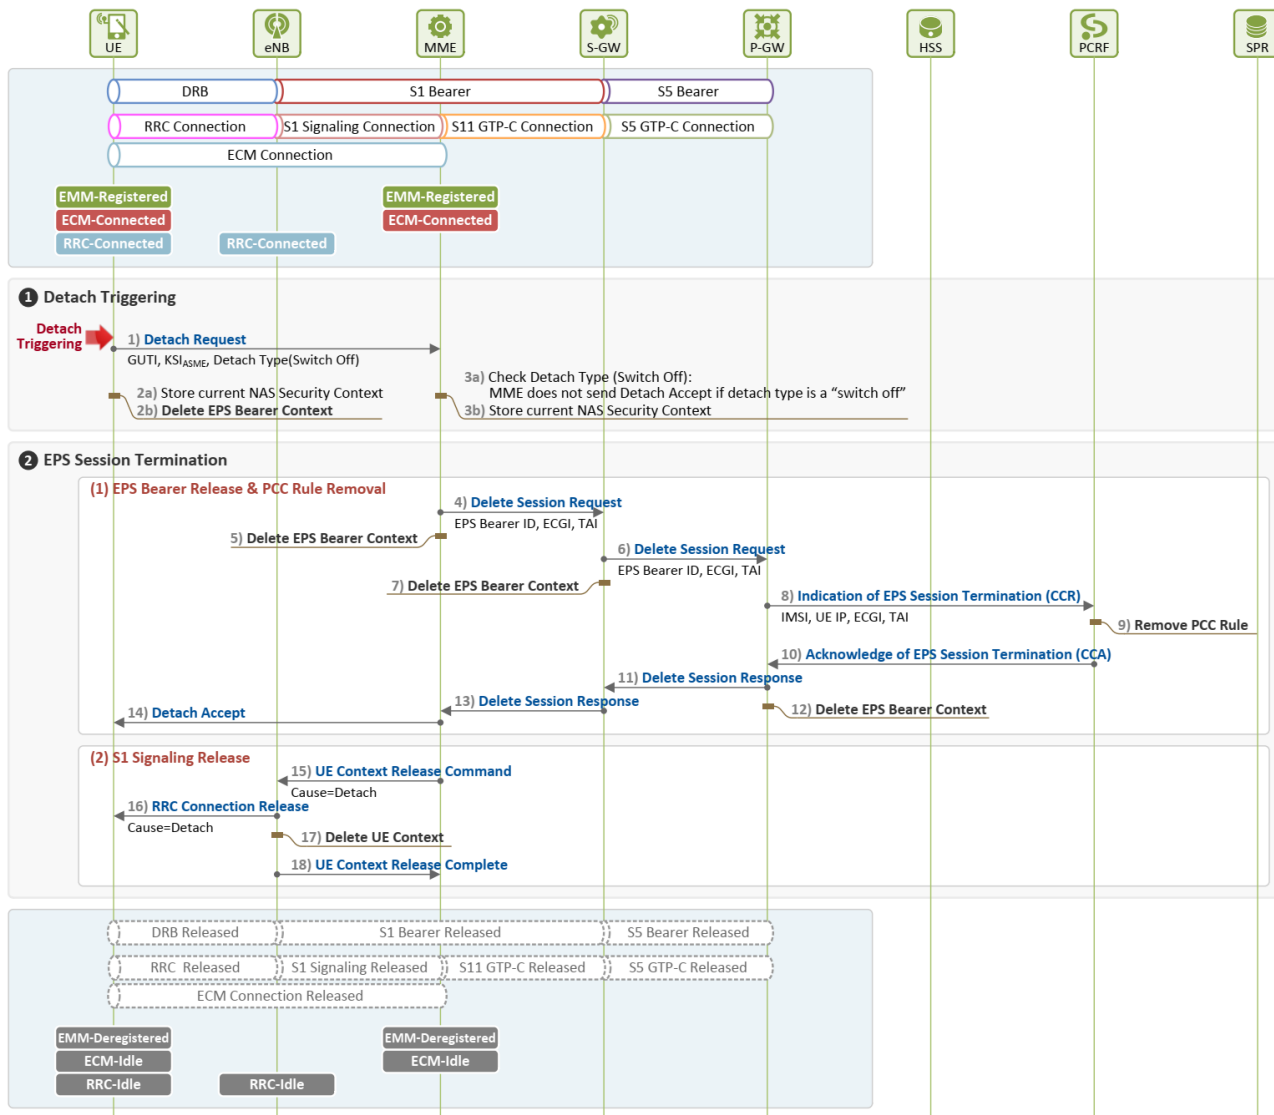 UE eNB MME S-GW P-GW HSS PCRF SPR
DRB S1 Bearer S5 Bearer
RRC Connection S1 Signaling Connection S11 GTP-C Connection S5 GTP-C Connection
ECM Connection
EMM-Registered EMM-Registered
ECM-Connected ECM-Connected
RRC-Connected RRC-Connected
1 Detach Triggering
Detach Triggering
1) Detach Request
GUTI, KSIASME, Detach Type(Switch Off)
2a) Store current NAS Security Context
2b) Delete EPS Bearer Context
3a) Check Detach Type (Switch Off):
MME does not send Detach Accept if detach type is a “switch off”
3b) Store current NAS Security Context
2 EPS Session Termination
(1) EPS Bearer Release & PCC Rule Removal
4) Delete Session Request
EPS Bearer ID, ECGI, TAI
5) Delete EPS Bearer Context
6) Delete Session Request
EPS Bearer ID, ECGI, TAI
7) Delete EPS Bearer Context
8) Indication of EPS Session Termination (CCR)
IMSI, UE IP, ECGI, TAI
9) Remove PCC Rule
10) Acknowledge of EPS Session Termination (CCA)
11) Delete Session Response
12) Delete EPS Bearer Context
13) Delete Session Response
14) Detach Accept
(2) S1 Signaling Release
15) UE Context Release Command
Cause=Detach
16) RRC Connection Release
Cause=Detach
17) Delete UE Context
18) UE Context Release Complete
DRB Released S1 Bearer Released S5 Bearer Released
RRC Released S1 Signaling Released S11 GTP-C Released S5 GTP-C Released
ECM Connection Released
EMM-Deregistered EMM-Deregistered
ECM-Idle ECM-Idle
RRC-Idle RRC-Idle